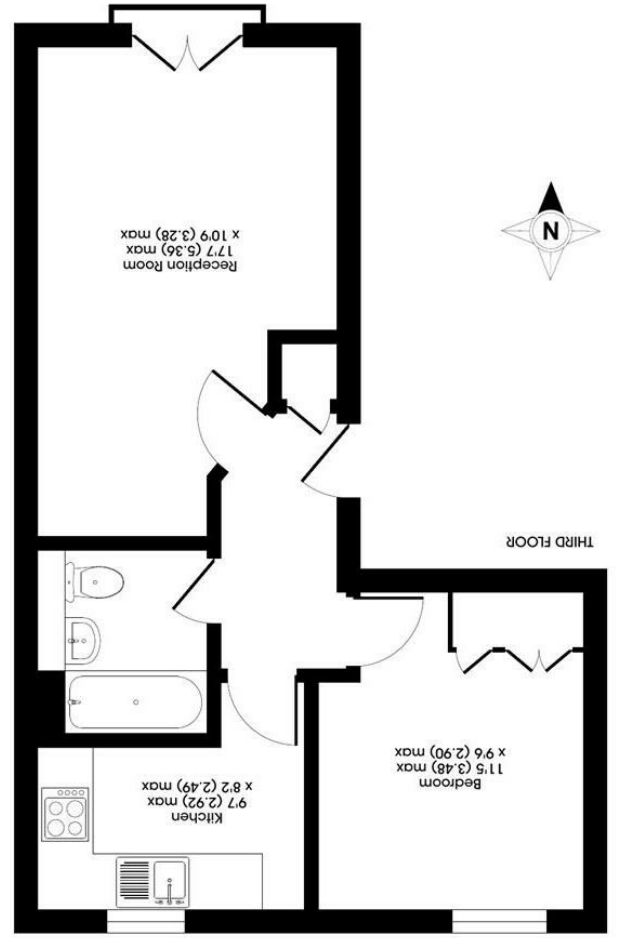 Kitchen
9'7 (2.92) max
x 8'2 (2.49) max
Bedroom
11'5 (3.48) max
x 9'6 (2.90) max
THIRD FLOOR
Reception Room
17'7 (5.36) max
x 10'9 (3.28) max
N